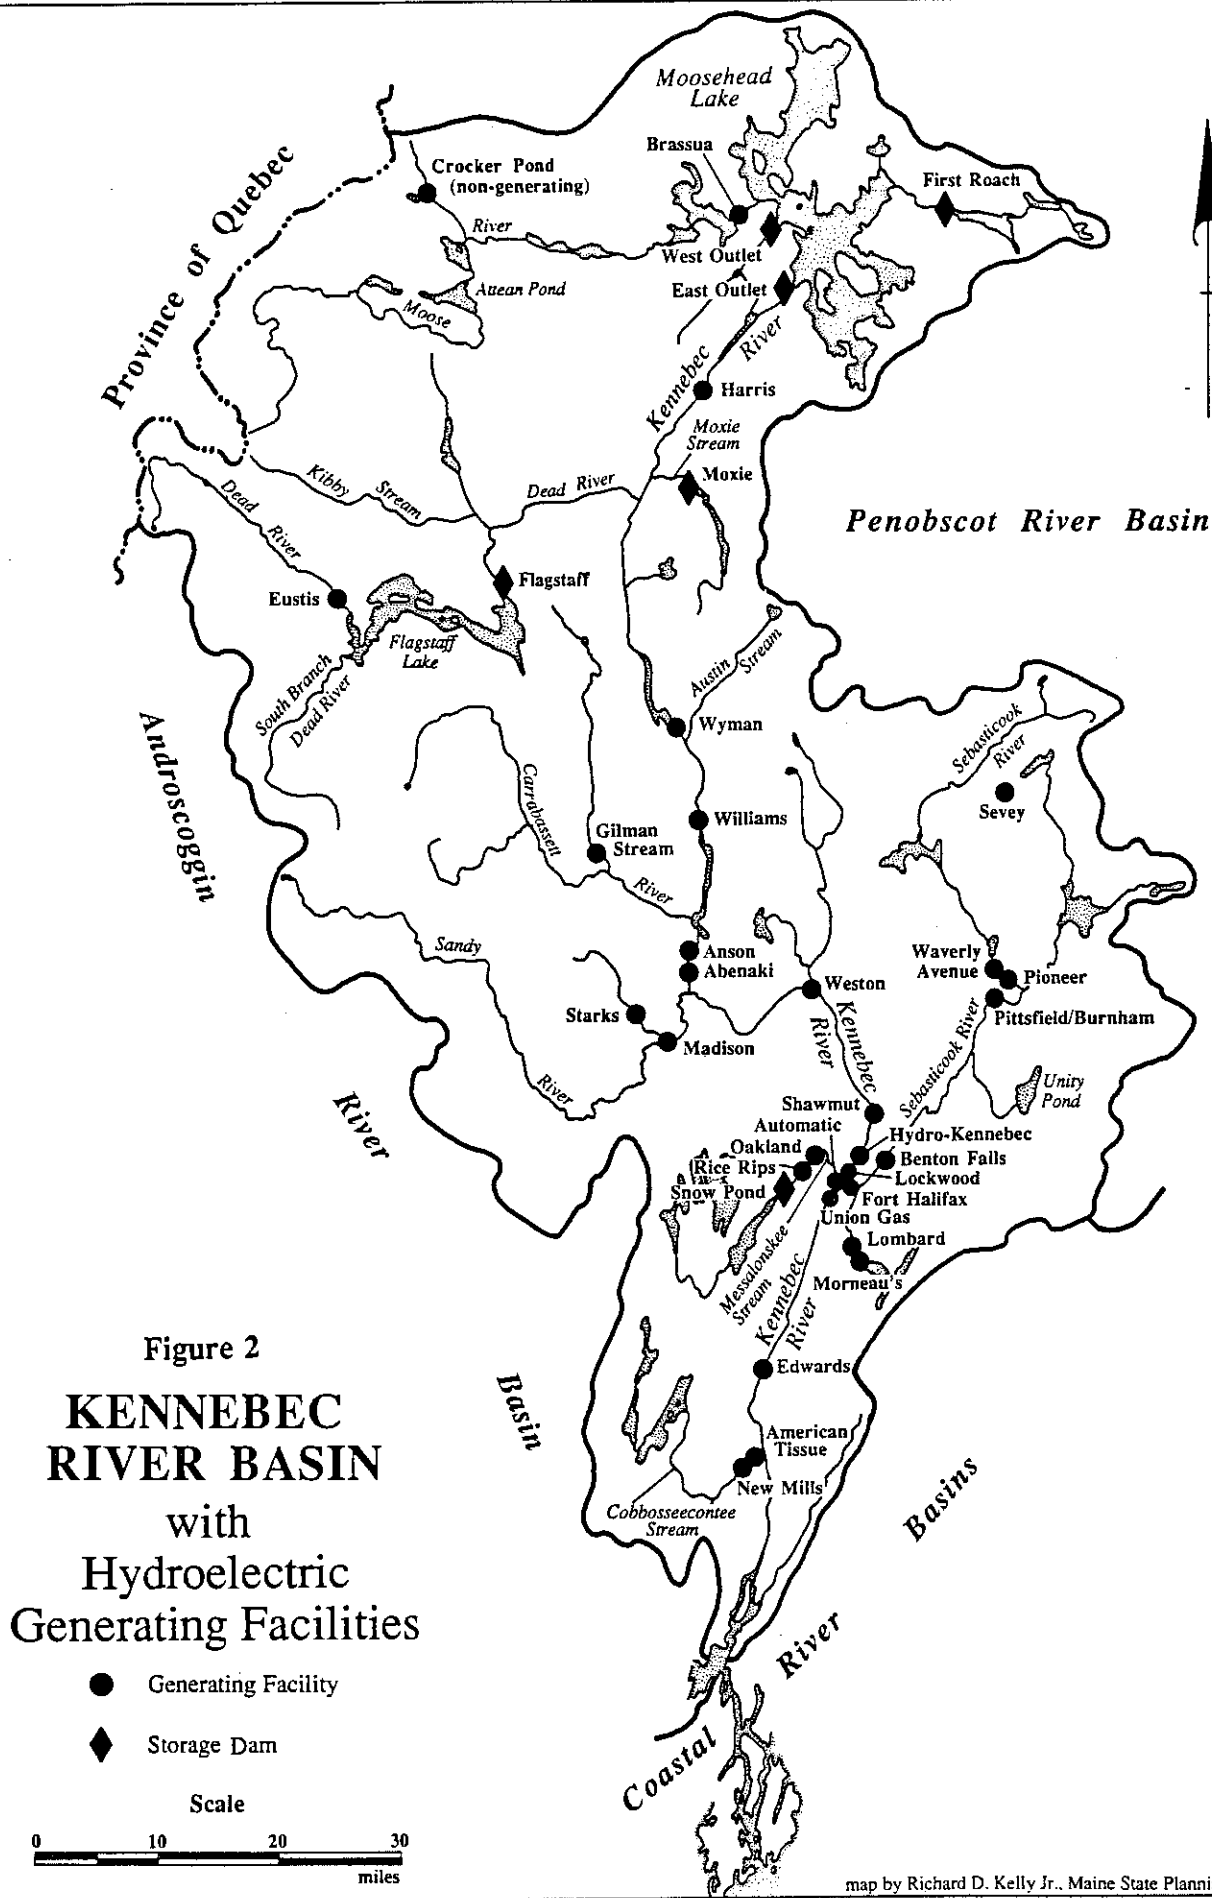 Moosehead
Lake
Brassua
Crocker Pond
(non-generating)
First Roach
Province of Quebec
River
West Outlet
East Outlet
Attean Pond
Moose
Kennebec
River
Harris
Moxie
Stream
Moxie
Kibby
Stream
Dead River
Dead
River
Penobscot River Basin
Flagstaff
Eustis
Flagstaff
Lake
South Branch
Dead River
Austin
Stream
Wyman
Sebasticook
River
Sevey
Androscoggin
Carrabassett
Williams
Gilman
Stream
River
Sandy
Anson
Abenaki
Waverly
Avenue
Pioneer
Weston
Pittsfield/Burnham
Starks
Madison
Kennebec
River
Sebasticook River
River
Unity
Pond
River
Shawmut
Automatic
Hydro-Kennebec
Oakland
Benton Falls
Rice Rips
Lockwood
Snow Pond
Fort Halifax
Union Gas
Lombard
Messalonskee
Stream
Kennebec
River
Morneau's
Edwards
Basin
American
Tissue
New Mills
Cobbosseecontee
Stream
Basins
River
Coastal
Figure 2
KENNEBEC
RIVER BASIN
with
Hydroelectric
Generating Facilities
Generating Facility
Storage Dam
Scale
0 10 20 30
miles
map by Richard D. Kelly Jr., Maine State Planni